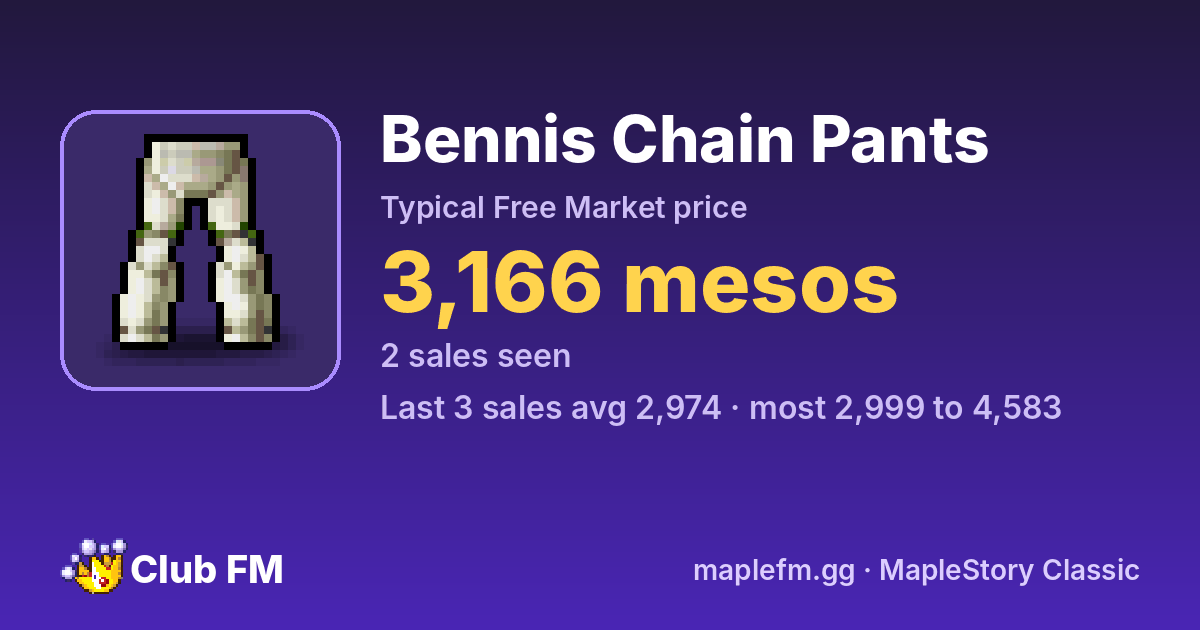 Bennis Chain Pants
Typical Free Market price
3,166 mesos
2 sales seen
Last 3 sales avg 2,974 · most 2,999 to 4,583
Club FM
maplefm.gg · MapleStory Classic